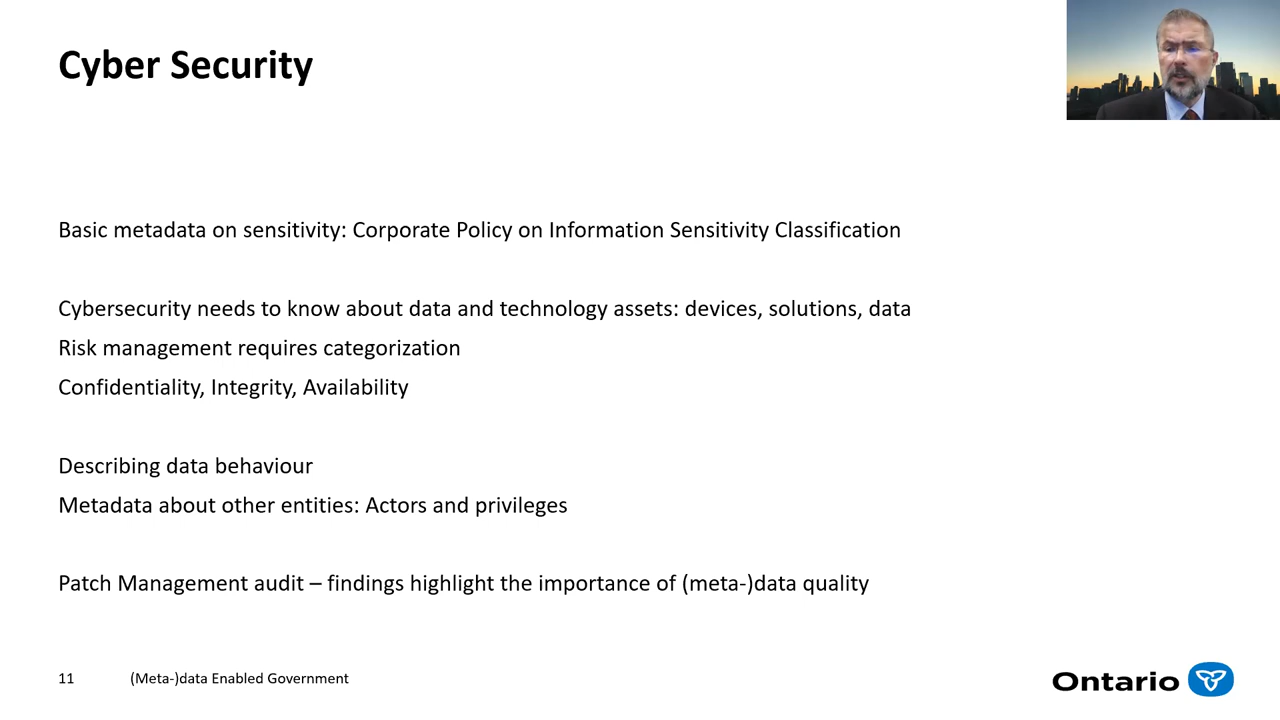 Cyber Security
Basic metadata on sensitivity: Corporate Policy on Information Sensitivity Classification
Cybersecurity needs to know about data and technology assets: devices, solutions, data
Risk management requires categorization
Confidentiality, Integrity, Availability
Describing data behaviour
Metadata about other entities: Actors and privileges
Patch Management audit – findings highlight the importance of (meta-)data quality
11 (Meta-)data Enabled Government
Ontario